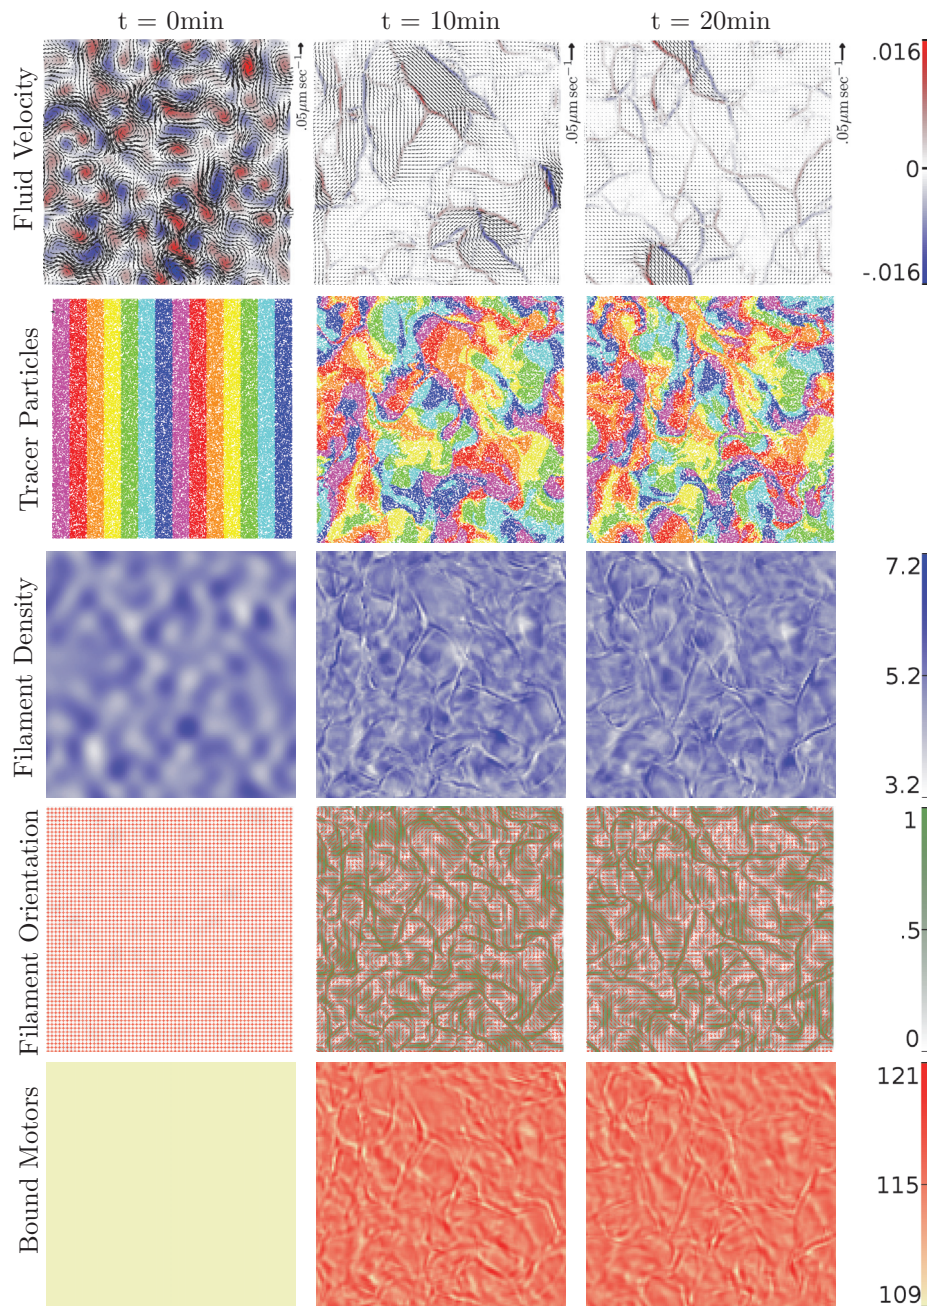 t = 0min t = 10min t = 20min
Fluid Velocity
.05µm sec⁻¹
.05µm sec⁻¹
.05µm sec⁻¹
.016
0
-.016
Tracer Particles
Filament Density
7.2
5.2
3.2
Filament Orientation
1
.5
0
Bound Motors
121
115
109